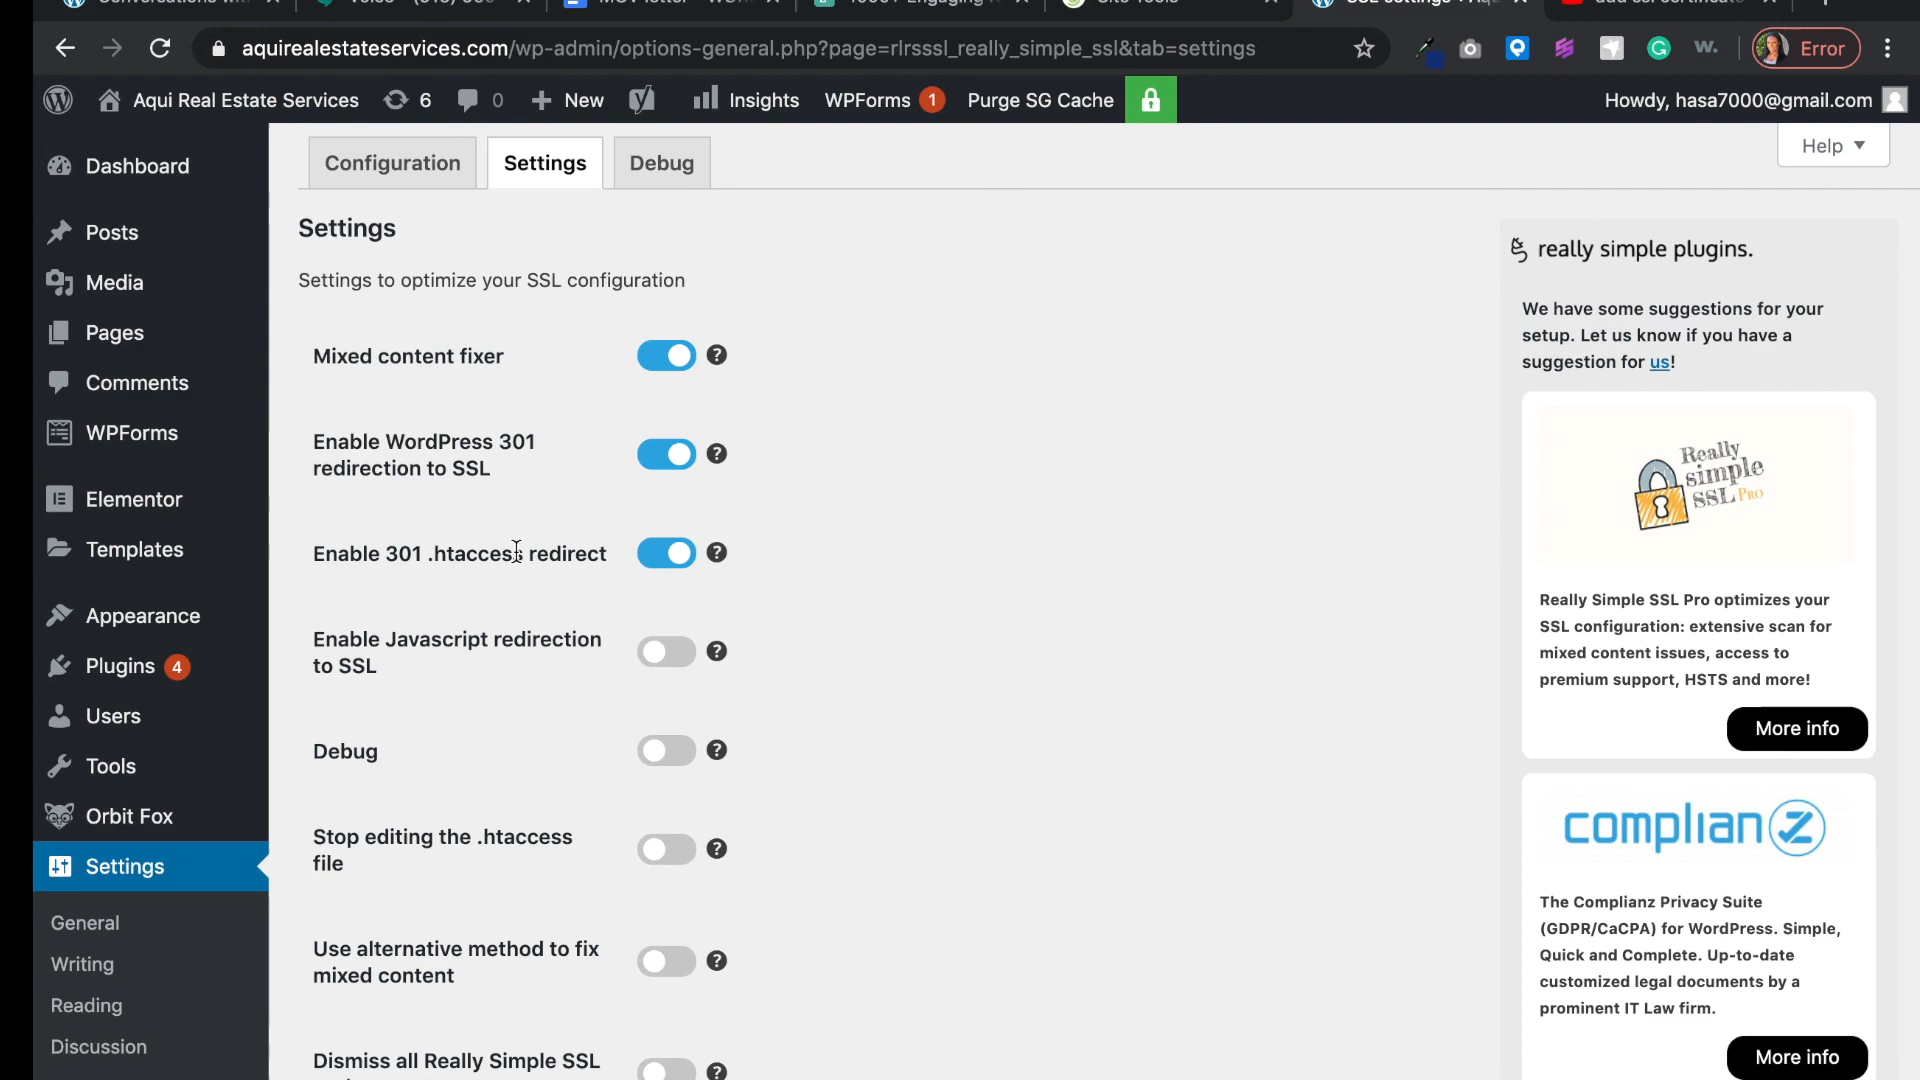 aquirealestateservices.com/wp-admin/options-general.php?page=rlrsssl_really_simple_ssl&tab=settings
Error
Aqui Real Estate Services
6
0
New
Insights
WPForms 1
Purge SG Cache
Howdy, hasa7000@gmail.com
Dashboard
Posts
Media
Pages
Comments
WPForms
Elementor
Templates
Appearance
Plugins 4
Users
Tools
Orbit Fox
Settings
General
Writing
Reading
Discussion
Configuration
Settings
Debug
Help
Settings
Settings to optimize your SSL configuration
Mixed content fixer
Enable WordPress 301
redirection to SSL
Enable 301 .htaccess redirect
Enable Javascript redirection
to SSL
Debug
Stop editing the .htaccess
file
Use alternative method to fix
mixed content
Dismiss all Really Simple SSL
really simple plugins.
We have some suggestions for your
setup. Let us know if you have a
suggestion for us!
Really
simple
SSL Pro
Really Simple SSL Pro optimizes your
SSL configuration: extensive scan for
mixed content issues, access to
premium support, HSTS and more!
More info
complianz
The Complianz Privacy Suite
(GDPR/CaCPA) for WordPress. Simple,
Quick and Complete. Up-to-date
customized legal documents by a
prominent IT Law firm.
More info